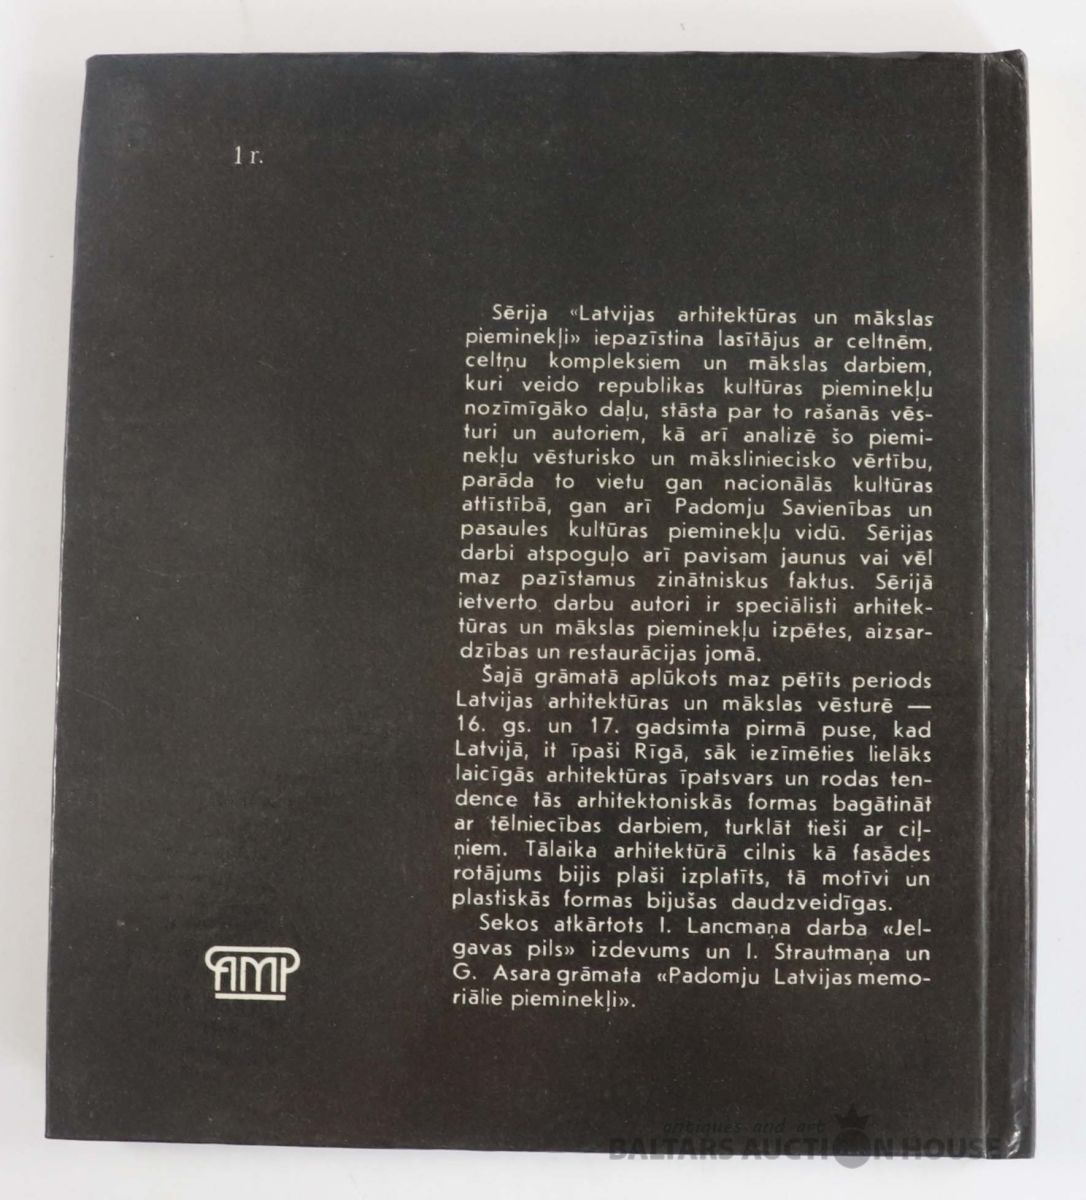 1 r.
Sērija «Latvijas arhitektūras un mākslas
pieminekļi» iepazīstina lasītājus ar celtnēm,
celtņu kompleksiem un mākslas darbiem,
kuri veido republikas kultūras pieminekļu
nozīmīgāko daļu, stāsta par to rašanās vēs-
turi un autoriem, kā arī analizē šo piemi-
nekļu vēsturisko un māksliniecisko vērtību,
parāda to vietu gan nacionālās kultūras
attīstībā, gan arī Padomju Savienības un
pasaules kultūras pieminekļu vidū. Sērijas
darbi atspoguļo arī pavisam jaunus vai vēl
maz pazīstamus zinātniskus faktus. Sērijā
ietverto darbu autori ir speciālisti arhitek-
tūras un mākslas pieminekļu izpētes, aizsar-
dzības un restaurācijas jomā.
Šajā grāmatā aplūkots maz pētīts periods
Latvijas arhitektūras un mākslas vēsturē —
16. gs. un 17. gadsimta pirmā puse, kad
Latvijā, it īpaši Rīgā, sāk iezīmēties lielāks
laicīgās arhitektūras īpatsvars un rodas ten-
dence tās arhitektoniskās formas bagātināt
ar tēlniecības darbiem, turklāt tieši ar ciļ-
ņiem. Tālaika arhitektūrā cilnis kā fasādes
rotājums bijis plaši izplatīts, tā motīvi un
plastiskās formas bijušas daudzveidīgas.
Sekos atkārtots I. Lancmaņa darba «Jel-
gavas pils» izdevums un I. Strautmaņa un
G. Asara grāmata «Padomju Latvijas memo-
riālie pieminekļi».
AMP
antiques and art
BALTARS AUCTION HOUSE